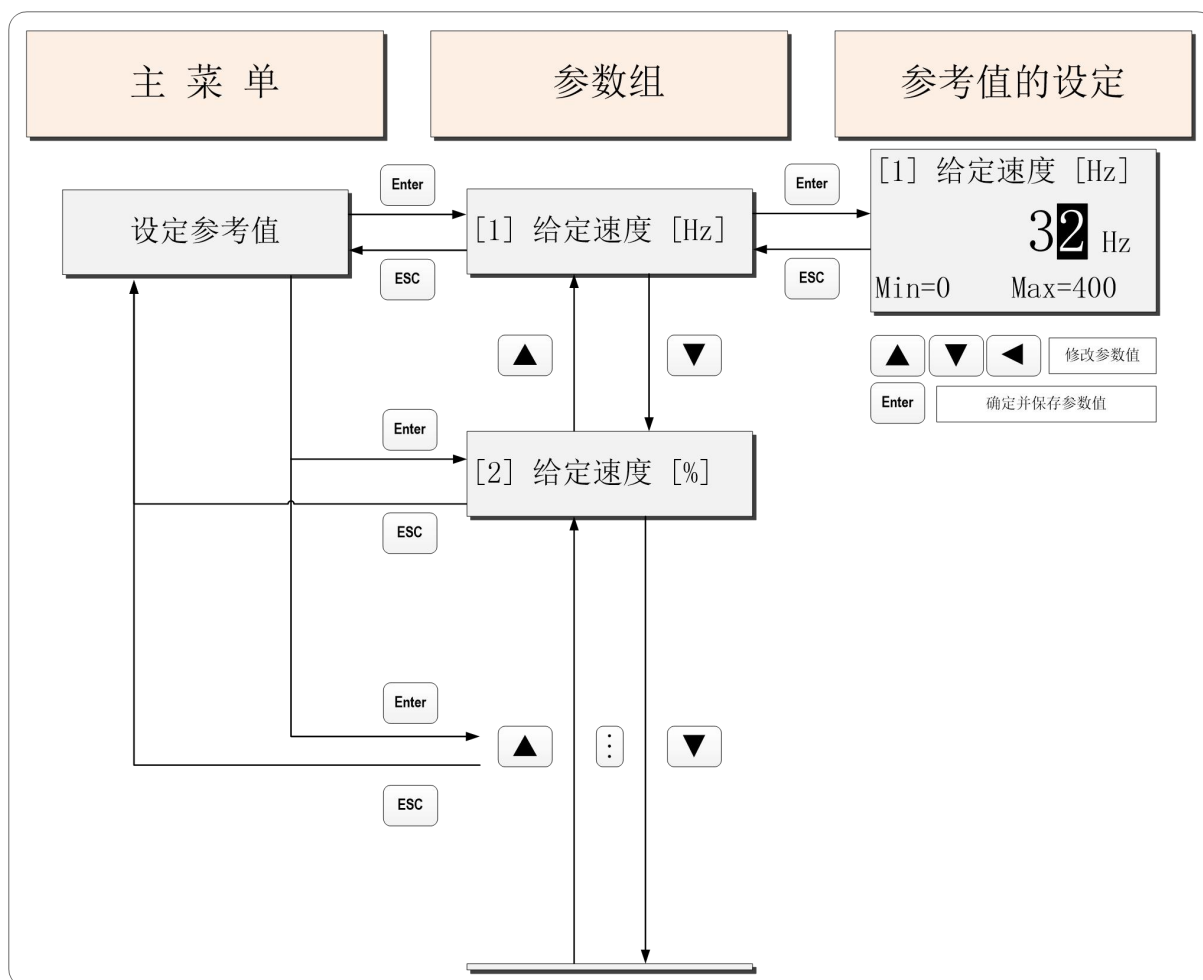 主 菜 单
参数组
参考值的设定
设定参考值
Enter
ESC
[1] 给定速度 [Hz]
Enter
ESC
[1] 给定速度 [Hz]
32 Hz
Min=0 Max=400
▲ ▼ ◀ 修改参数值
Enter 确定并保存参数值
▲ ▼
Enter
ESC
[2] 给定速度 [%]
Enter
ESC
▲ ⋮ ▼